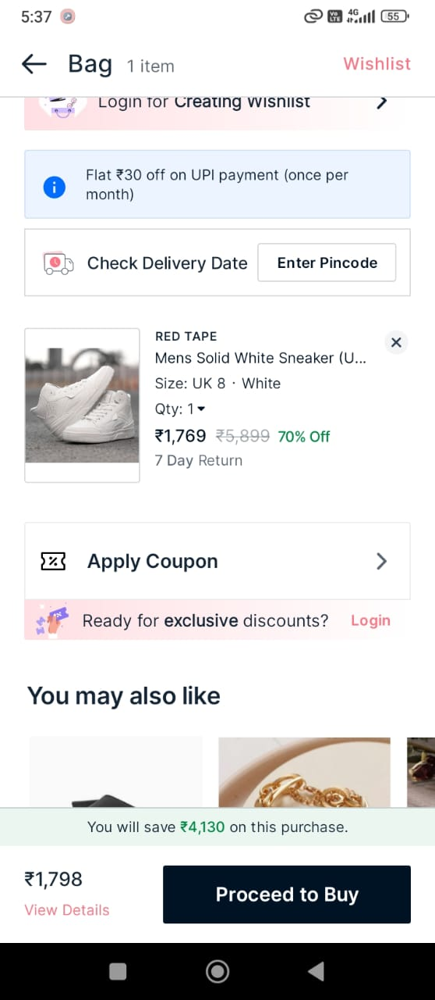 5:37
Vo LTE
4G
55
Bag 1 item
Wishlist
Login for Creating Wishlist
Flat ₹30 off on UPI payment (once per
month)
Check Delivery Date
Enter Pincode
RED TAPE
Mens Solid White Sneaker (U...
Size: UK 8 · White
Qty: 1
₹1,769 ₹5,899 70% Off
7 Day Return
Apply Coupon
Ready for exclusive discounts? Login
You may also like
You will save ₹4,130 on this purchase.
₹1,798
View Details
Proceed to Buy